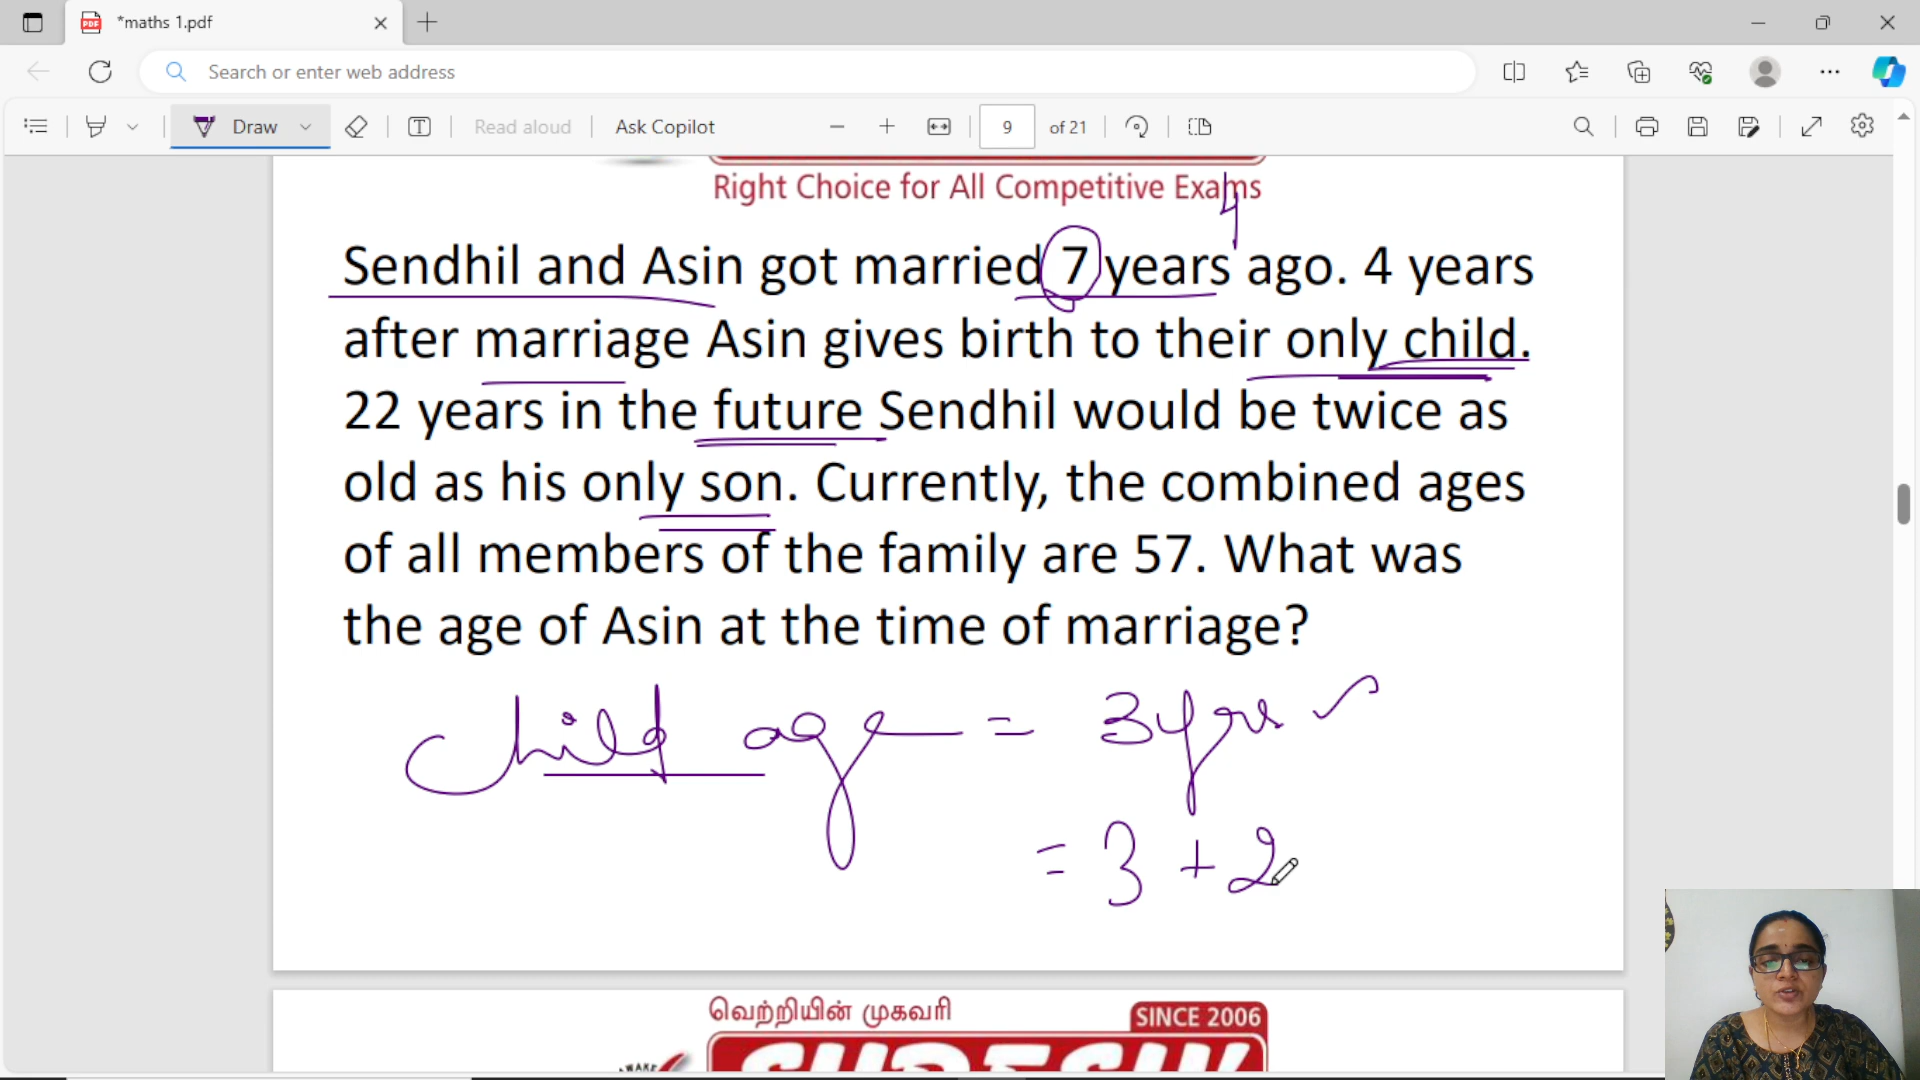 *maths 1.pdf
Search or enter web address
Draw
Read aloud
Ask Copilot
9 of 21
Right Choice for All Competitive Exams
4
Sendhil and Asin got married 7 years ago. 4 years
after marriage Asin gives birth to their only child.
22 years in the future Sendhil would be twice as
old as his only son. Currently, the combined ages
of all members of the family are 57. What was
the age of Asin at the time of marriage?
Child age = 3yrs
= 3 + 2
வெற்றியின் முகவரி
SINCE 2006